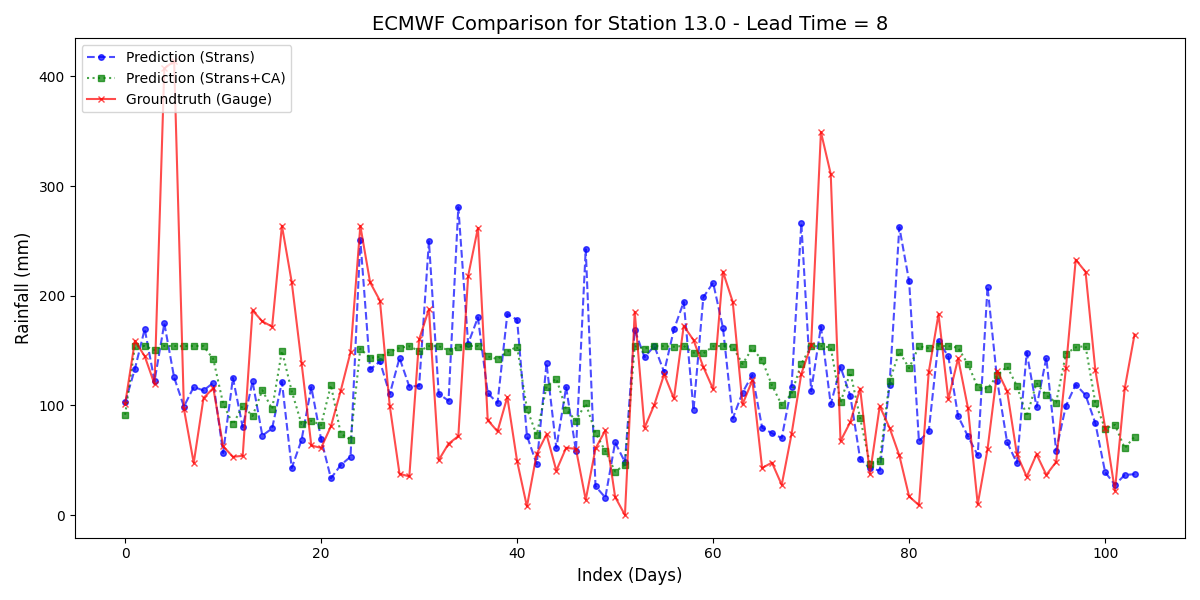 ECMWF Comparison for Station 13.0 - Lead Time = 8
Prediction (Strans)
Prediction (Strans+CA)
Groundtruth (Gauge)
Rainfall (mm)
400
300
200
100
0
0 20 40 60 80 100
Index (Days)